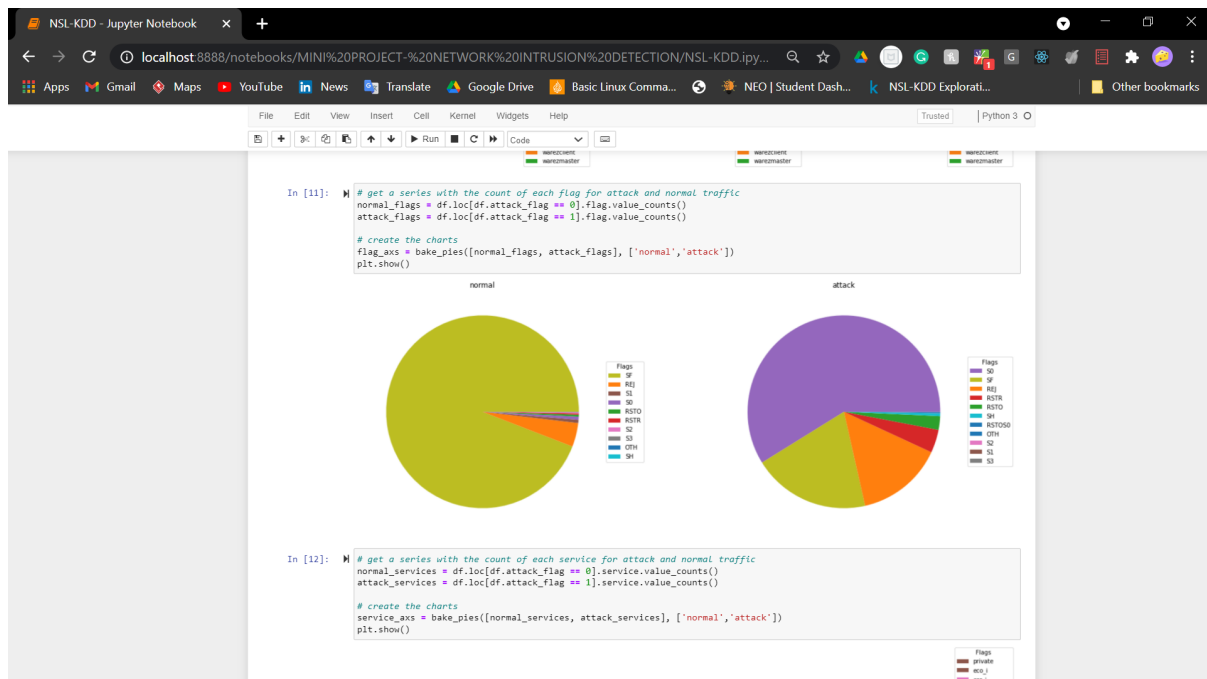 NSL-KDD - Jupyter Notebook
localhost:8888/notebooks/MINI%20PROJECT-%20NETWORK%20INTRUSION%20DETECTION/NSL-KDD.ipy...
Apps Gmail Maps YouTube News Translate Google Drive Basic Linux Comma... NEO | Student Dash... NSL-KDD Explorati... Other bookmarks
File Edit View Insert Cell Kernel Widgets Help Trusted Python 3
Run Code
warezclient warezclient warezclient
warezmaster warezmaster warezmaster
In [11]: # get a series with the count of each flag for attack and normal traffic
normal_flags = df.loc[df.attack_flag == 0].flag.value_counts()
attack_flags = df.loc[df.attack_flag == 1].flag.value_counts()
# create the charts
flag_axs = bake_pies([normal_flags, attack_flags], ['normal','attack'])
plt.show()
normal
Flags
SF
REJ
S1
S0
RSTO
RSTR
S2
S3
OTH
SH
attack
Flags
S0
SF
REJ
RSTR
RSTO
SH
RSTOS0
OTH
S2
S1
S3
In [12]: # get a series with the count of each service for attack and normal traffic
normal_services = df.loc[df.attack_flag == 0].service.value_counts()
attack_services = df.loc[df.attack_flag == 1].service.value_counts()
# create the charts
service_axs = bake_pies([normal_services, attack_services], ['normal','attack'])
plt.show()
Flags
private
eco_i